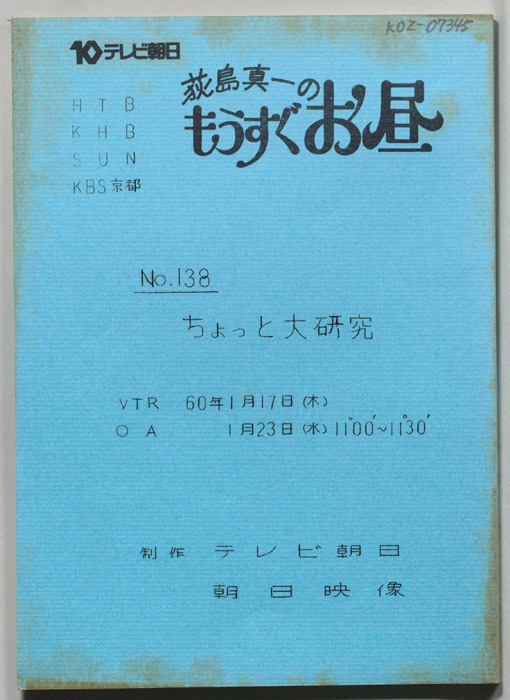 KOZ-07345
10テレビ朝日
荻島真一の
もうすぐお昼
HTB
KHB
SUN
KBS京都
No.138
ちょっと大研究
VTR 60年1月17日(木)
OA 1月23日(水) 11°00'~11°30'
制作 テレビ朝日
朝日映像